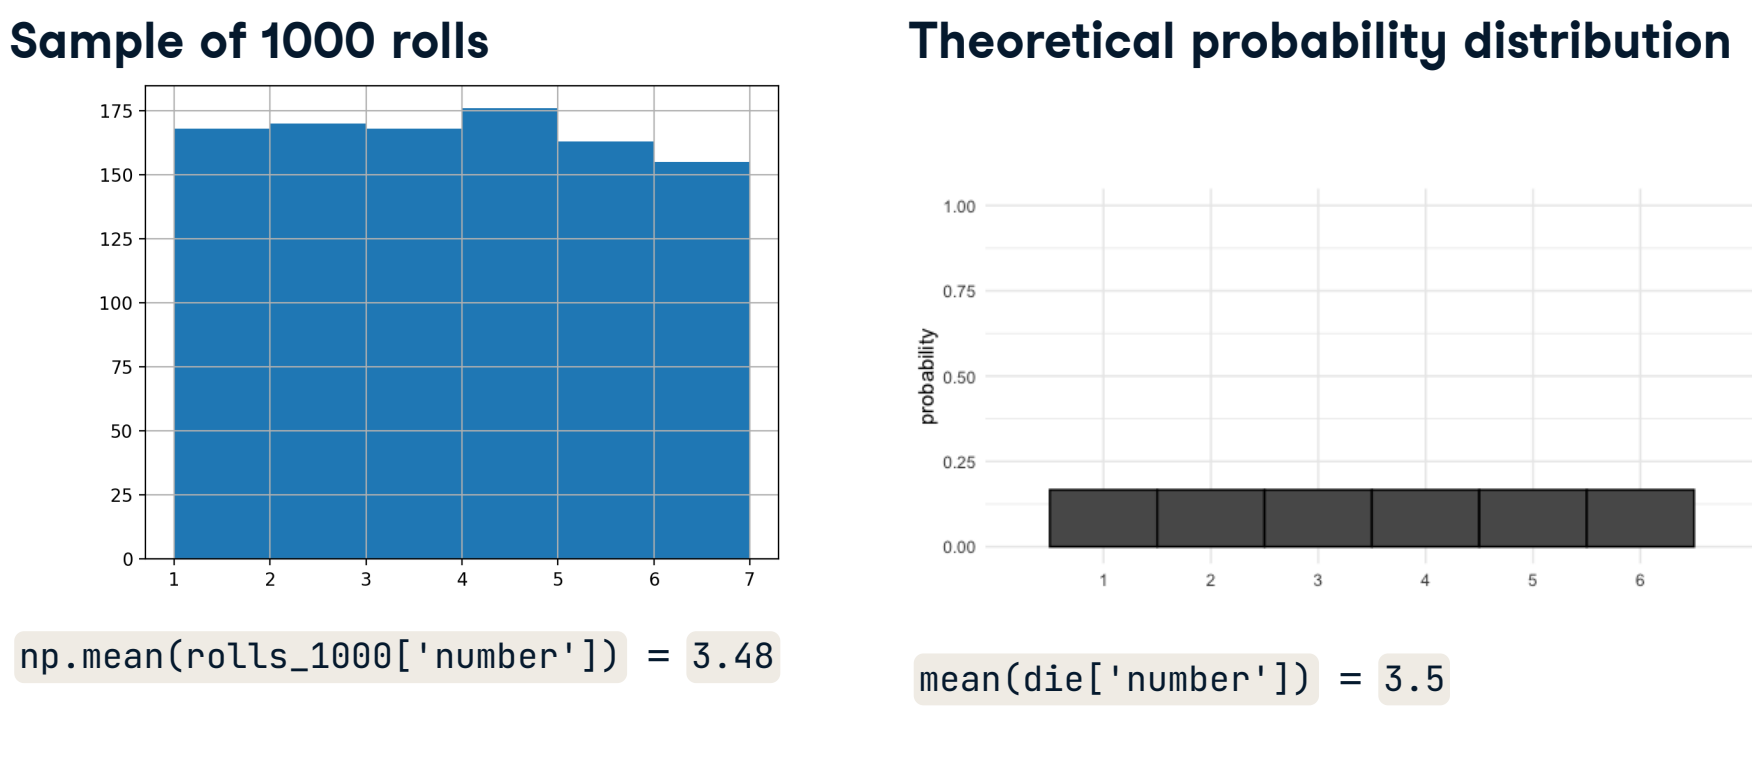 Sample of 1000 rolls
175
150
125
100
75
50
25
0
1 2 3 4 5 6 7
np.mean(rolls_1000['number']) = 3.48
Theoretical probability distribution
probability
1.00
0.75
0.50
0.25
0.00
1 2 3 4 5 6
mean(die['number']) = 3.5